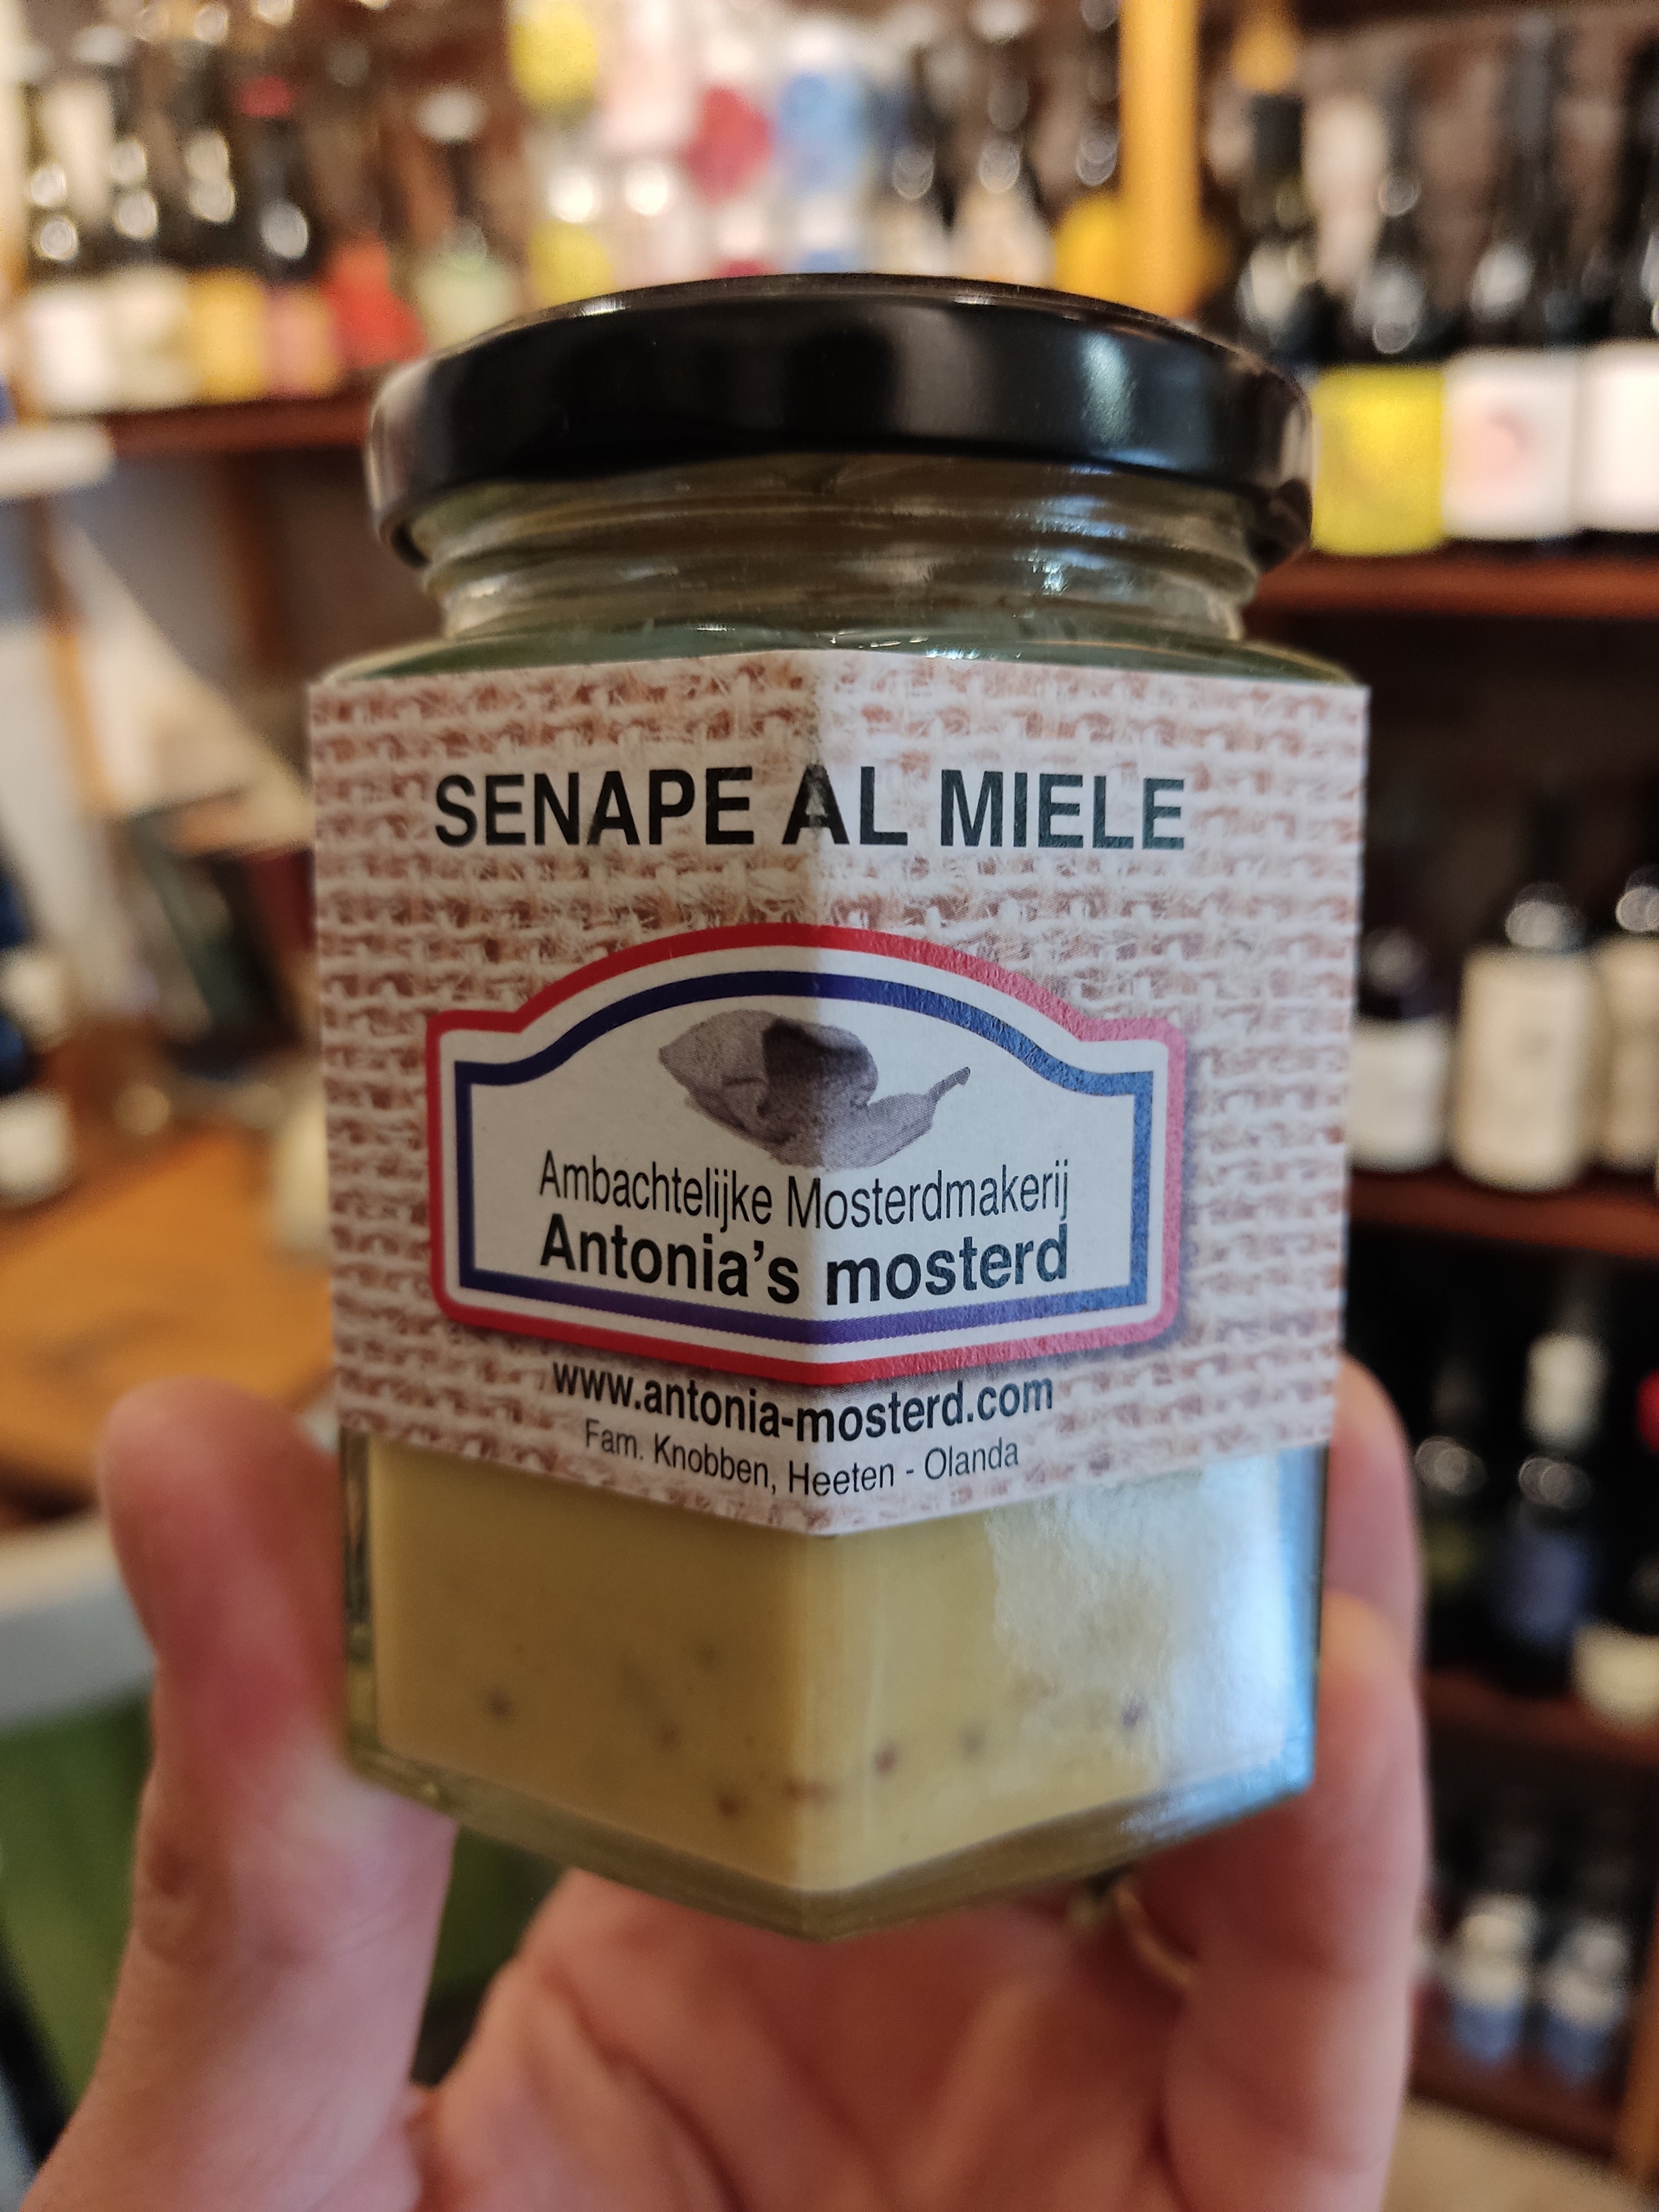 SENAPE AL MIELE
Ambachtelijke Mosterdmakerij
Antonia's mosterd
www.antonia-mosterd.com
Fam. Knobben, Heeten - Olanda